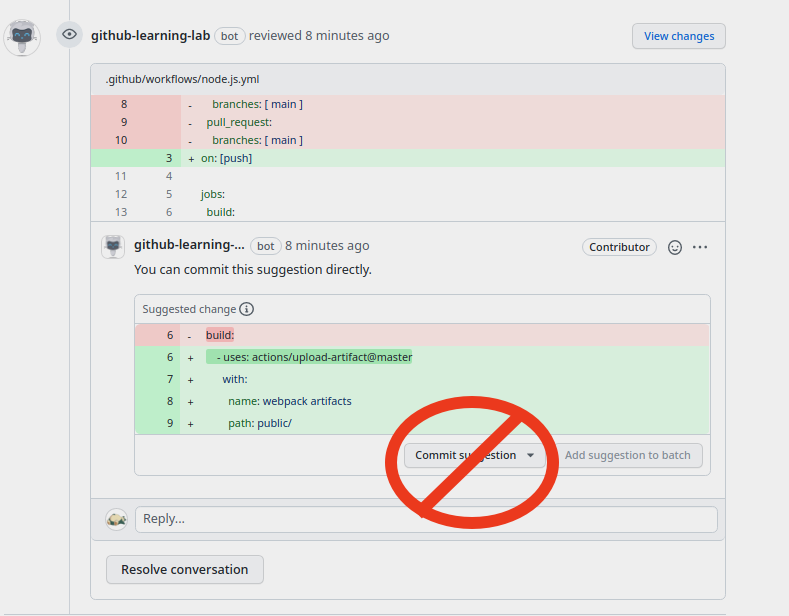 github-learning-lab bot reviewed 8 minutes ago View changes
.github/workflows/node.js.yml
8 - branches: [ main ]
9 - pull_request:
10 - branches: [ main ]
3 + on: [push]
11 4
12 5 jobs:
13 6 build:
github-learning-... bot 8 minutes ago Contributor ...
You can commit this suggestion directly.
Suggested change
6 - build:
6 + - uses: actions/upload-artifact@master
7 + with:
8 + name: webpack artifacts
9 + path: public/
Commit suggestion Add suggestion to batch
Reply...
Resolve conversation